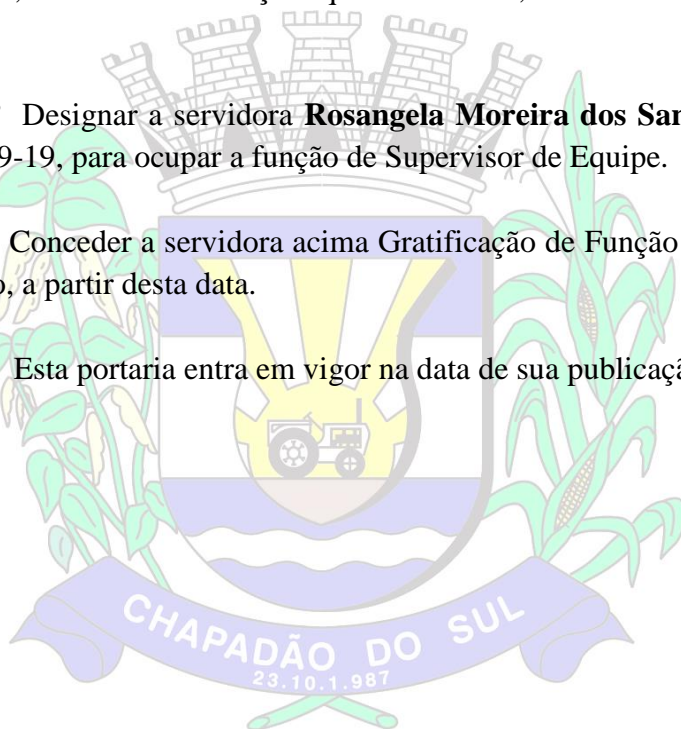 Designar a servidora Rosangela Moreira dos San
9-19, para ocupar a função de Supervisor de Equipe.
Conceder a servidora acima Gratificação de Função
o, a partir desta data.
Esta portaria entra em vigor na data de sua publicaçã
CHAPADÃO DO SUL
23.10.1.987